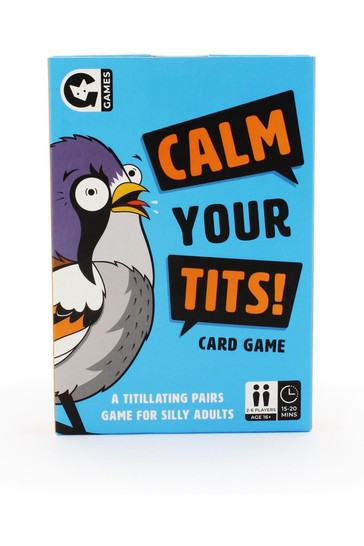 G GAMES
CALM
YOUR
TITS!
CARD GAME
A TITILLATING PAIRS
GAME FOR SILLY ADULTS
2-6 PLAYERS
AGE 16+
15-20
MINS